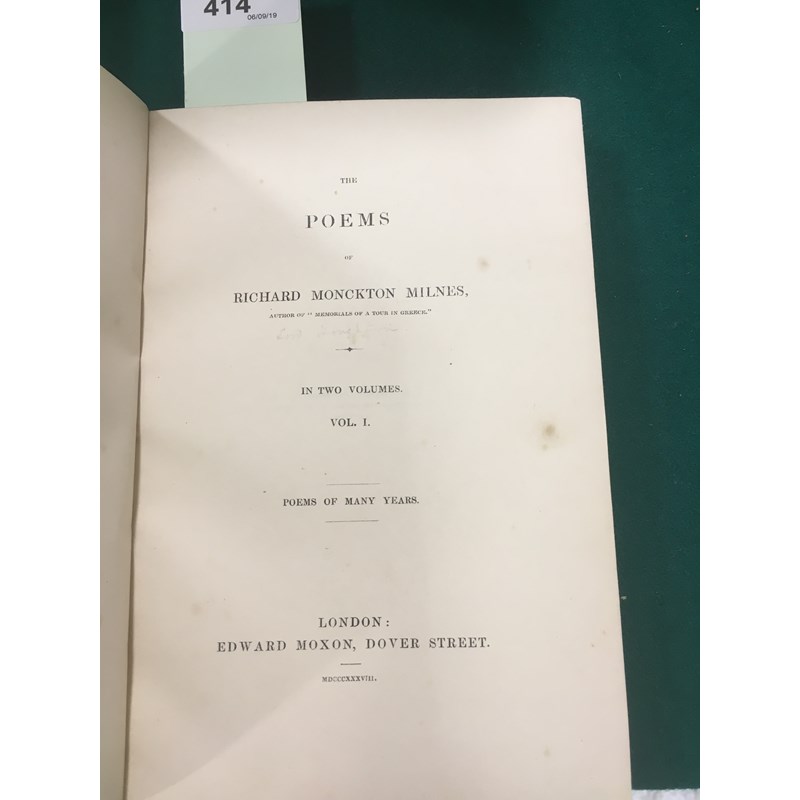 414
06/09/19
THE
POEMS
OF
RICHARD MONCKTON MILNES,
AUTHOR OF "MEMORIALS OF A TOUR IN GREECE."
IN TWO VOLUMES.
VOL. I.
POEMS OF MANY YEARS.
LONDON:
EDWARD MOXON, DOVER STREET.
MDCCCXXXVIII.